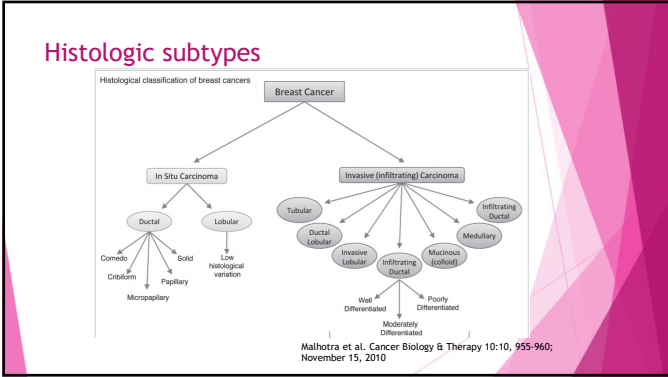 Histologic subtypes
Histological classification of breast cancers
Breast Cancer
In Situ Carcinoma
Invasive (infiltrating) Carcinoma
Ductal
Lobular
Comedo
Cribiform
Micropapilary
Papillary
Solid
Low
histological
variation
Tubular
Ductal
Lobular
Invasive
Lobular
Infiltrating
Ductal
Mucinous
(colloid)
Medullary
Infiltrating
Ductal
Well
Differentiated
Moderately
Differentiated
Poorly
Differentiated
Malhotra et al. Cancer Biology & Therapy 10:10, 955-960;
November 15, 2010